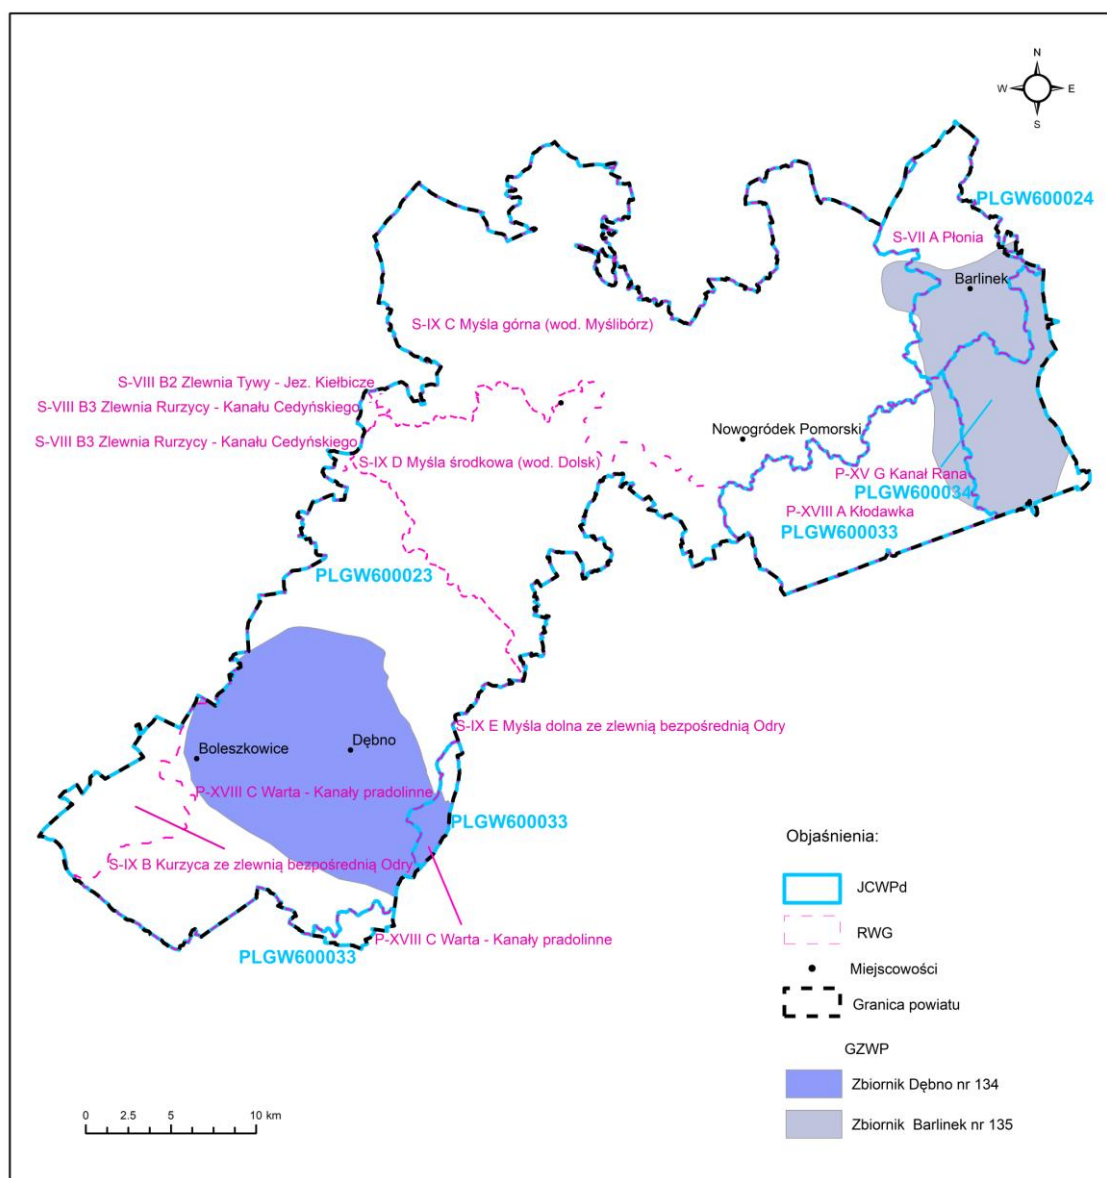 N
W
E
S
PLGW600024
S-VII A Płonia
Barlinek
S-IX C Myśla górna (wod. Myślibórz)
S-VIII B2 Zlewnia Tywy - Jez. Kiełbicze
S-VIII B3 Zlewnia Rurzycy - Kanału Cedyńskiego
S-VIII B3 Zlewnia Rurzycy - Kanału Cedyńskiego
Nowogródek Pomorski
S-IX D Myśla środkowa (wod. Dolsk)
P-XV G Kanał Rana
PLGW600034
P-XVIII A Kłodawka
PLGW600033
PLGW600023
S-IX E Myśla dolna ze zlewnią bezpośrednią Odry
Boleszkowice
Dębno
P-XVIII C Warta - Kanały pradolinne
PLGW600033
S-IX B Kurzyca ze zlewnią bezpośrednią Odry
P-XVIII C Warta - Kanały pradolinne
PLGW600033
Objaśnienia:
JCWPd
RWG
Miejscowości
Granica powiatu
GZWP
Zbiornik Dębno nr 134
Zbiornik Barlinek nr 135
0 2.5 5 10 km